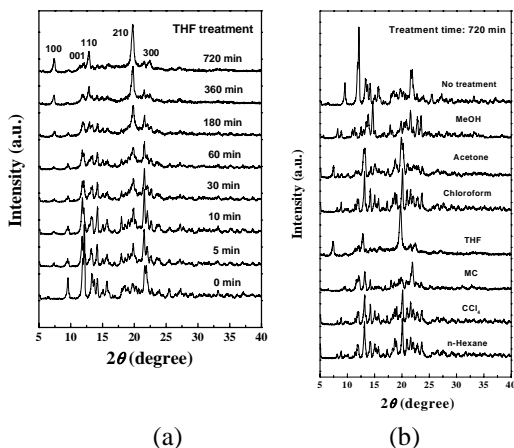 THF treatment
100
001
110
210
300
720 min
360 min
180 min
60 min
30 min
10 min
5 min
0 min
Intensity (a.u.)
5 10 15 20 25 30 35 40
2θ (degree)
(a)
(b)
Treatment time: 720 min
No treatment
MeOH
Acetone
Chloroform
THF
MC
CCl₄
n-Hexane
Intensity (a.u.)
5 10 15 20 25 30 35 40
2θ (degree)
(a)
(b)